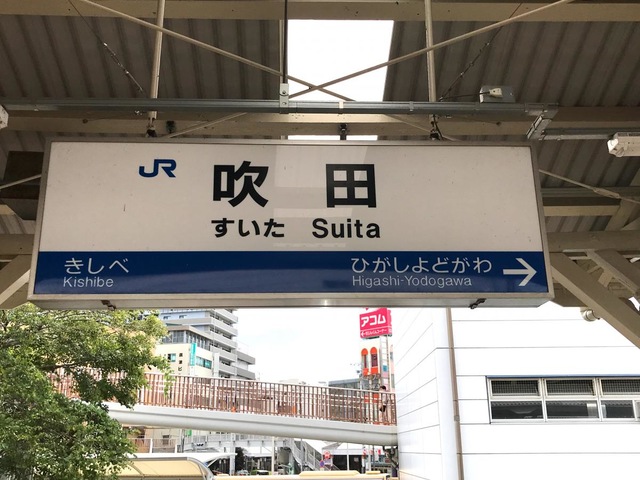 JR 吹田
すいた Suita
きしべ ひがしよどがわ →
Kishibe Higashi-Yodogawa
アコム